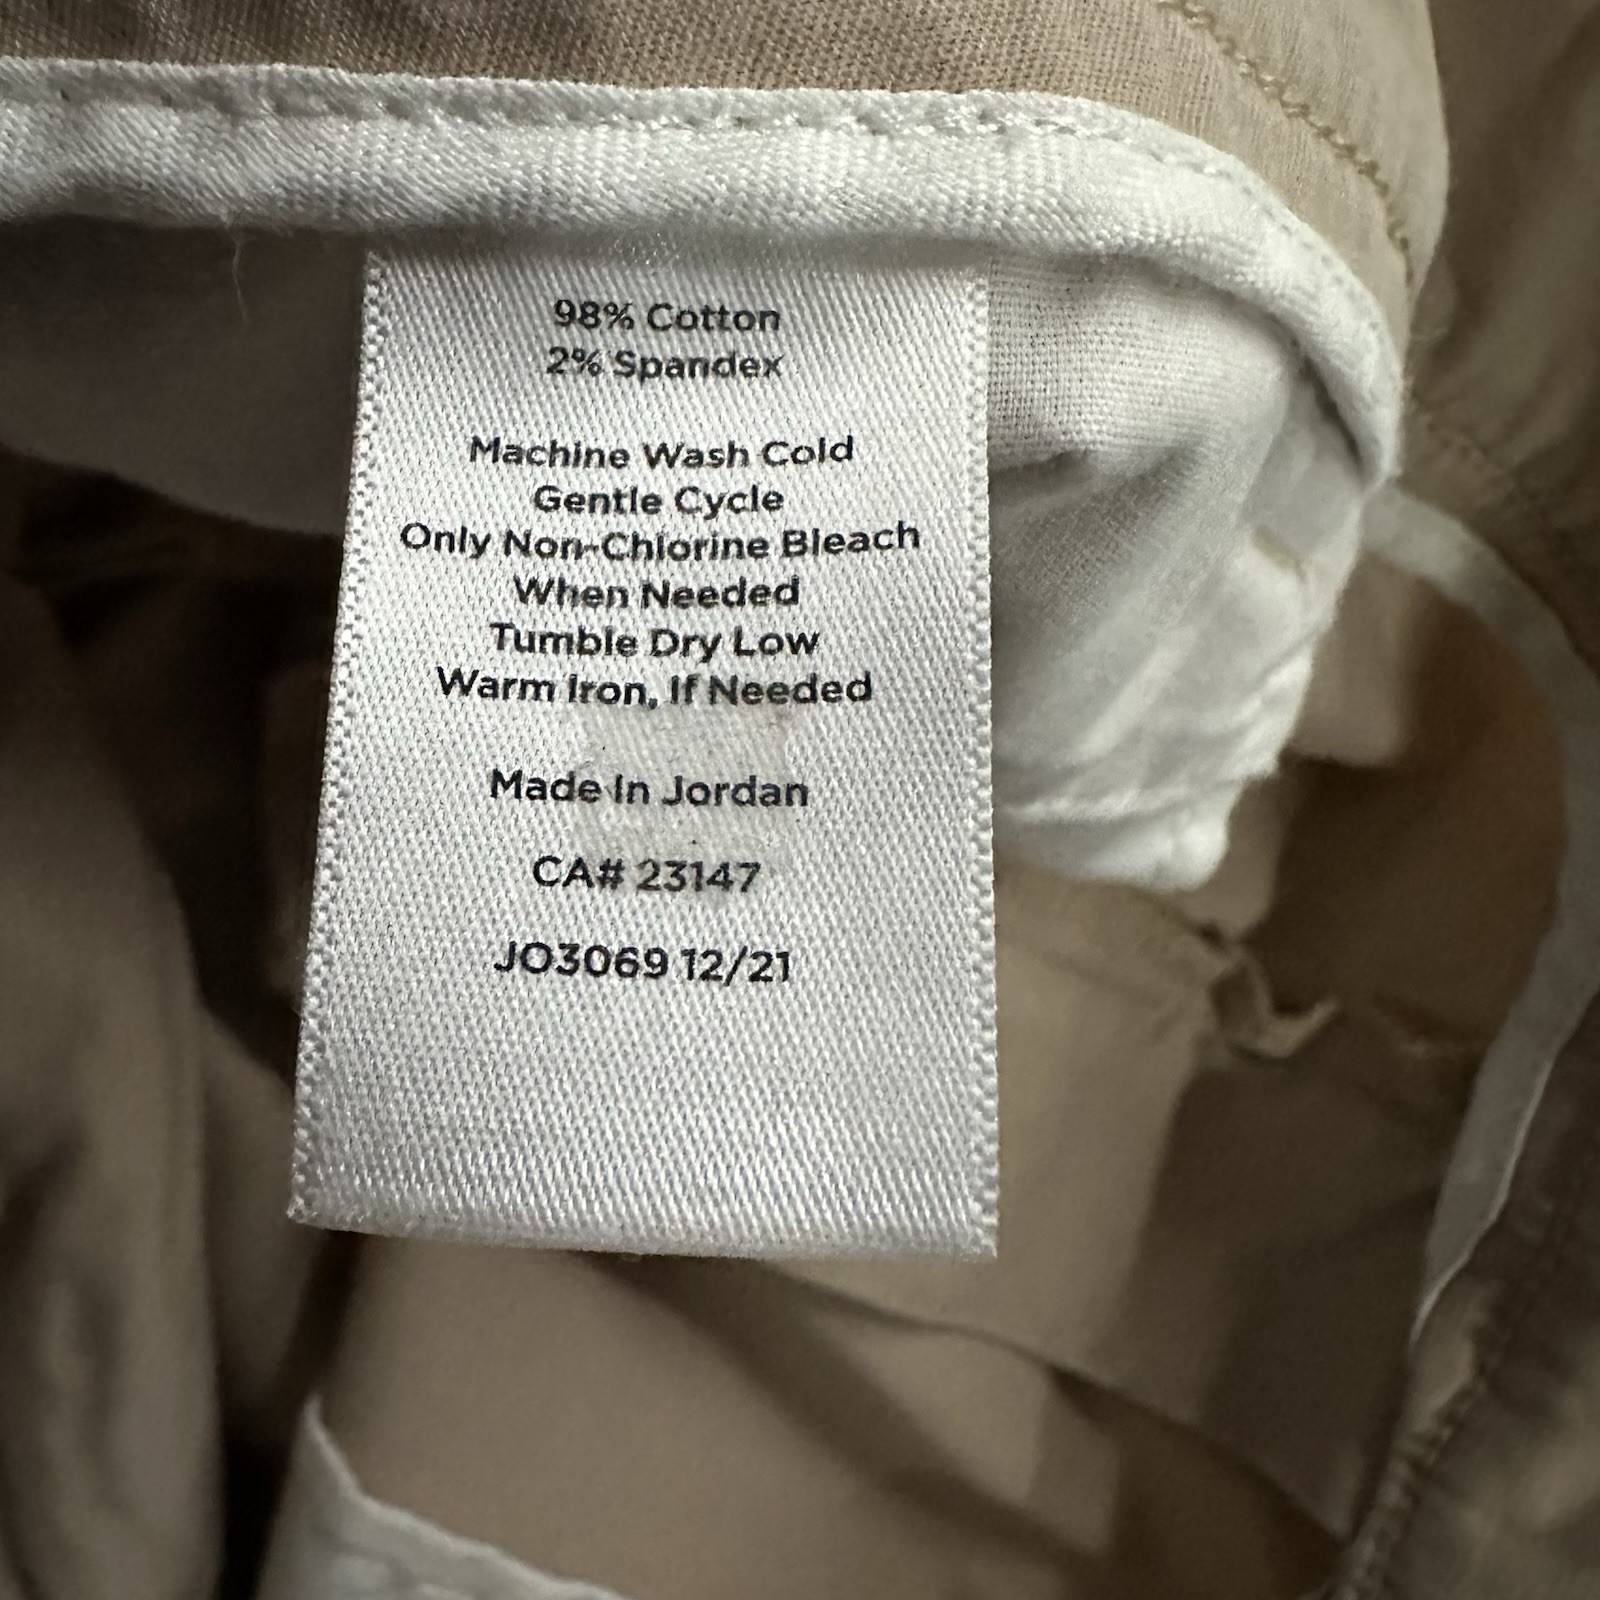 98% Cotton
2% Spandex
Machine Wash Cold
Gentle Cycle
Only Non-Chlorine Bleach
When Needed
Tumble Dry Low
Warm Iron, If Needed
Made In Jordan
CA# 23147
JO3069 12/21